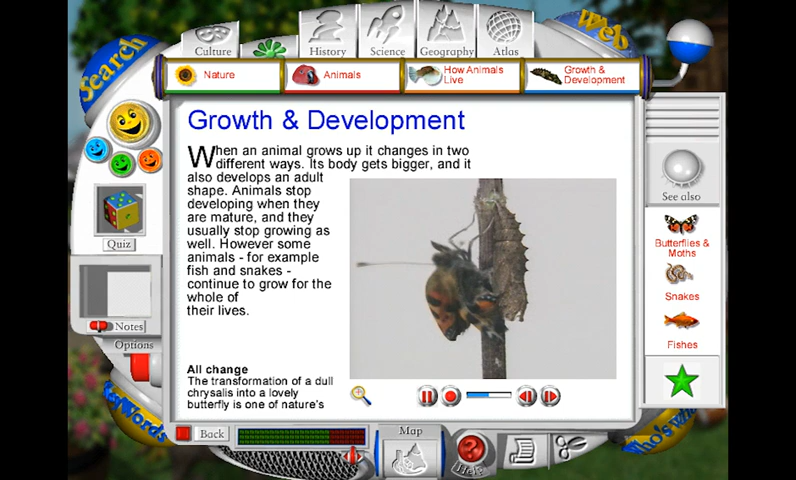 Search
Culture
History
Science
Geography
Atlas
Web
Nature
Animals
How Animals
Live
Growth &
Development
Growth & Development
When an animal grows up it changes in two
different ways. Its body gets bigger, and it
also develops an adult
shape. Animals stop
developing when they
are mature, and they
usually stop growing as
well. However some
animals - for example
fish and snakes -
continue to grow for the
whole of
their lives.
All change
The transformation of a dull
chrysalis into a lovely
butterfly is one of nature's
See also
Butterflies &
Moths
Snakes
Fishes
Quiz
Notes
Options
Back
Map
Help